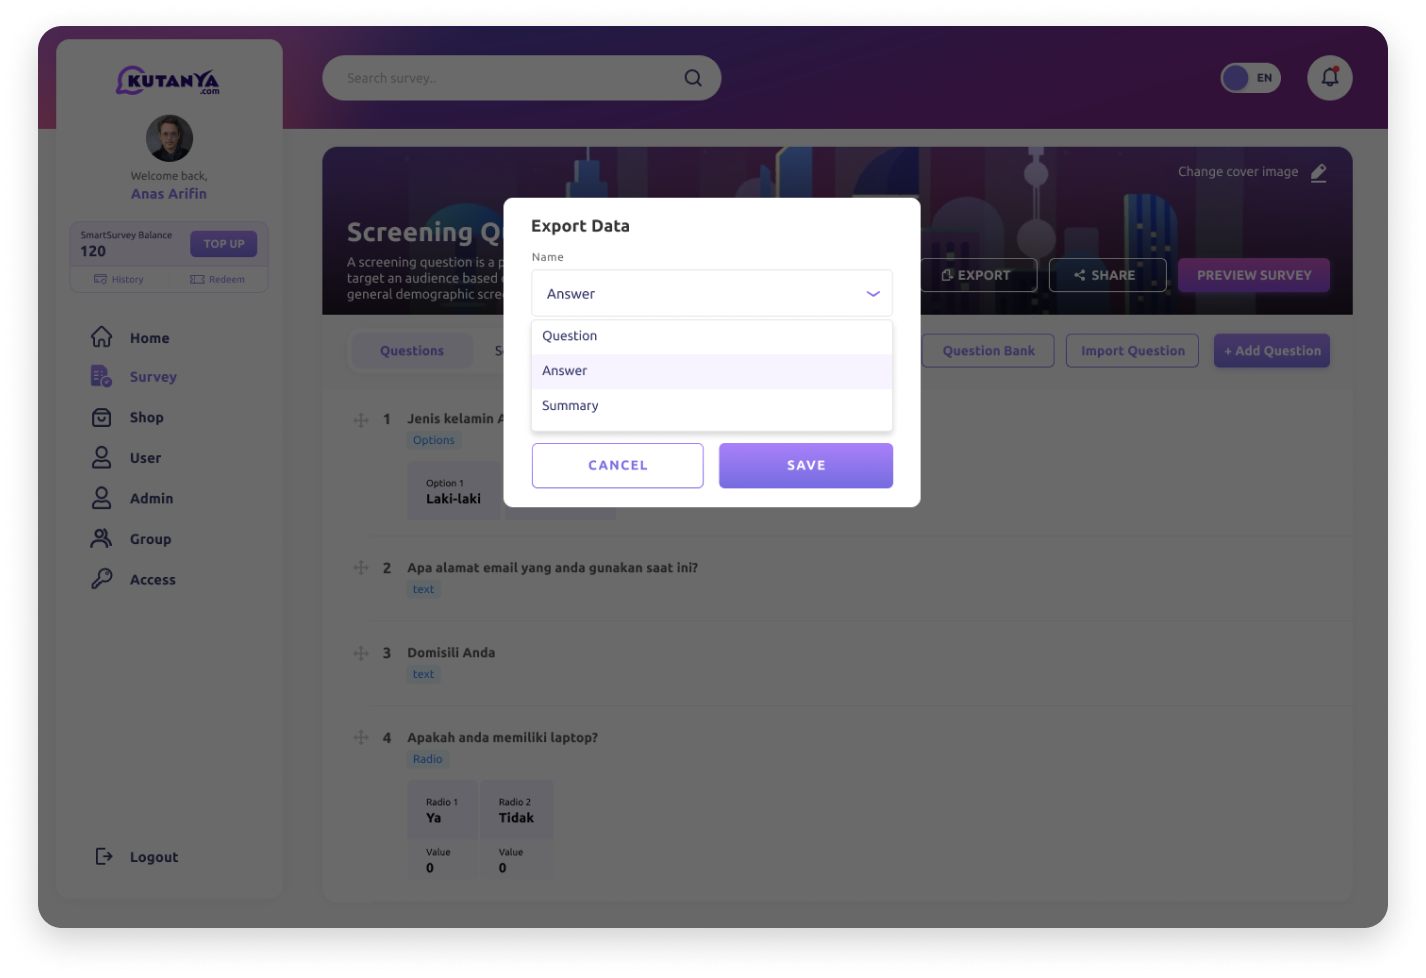 KUTANYA
.com
Welcome back,
Anas Arifin
SmartSurvey Balance
120
TOP UP
History
Redeem
Home
Survey
Shop
User
Admin
Group
Access
Logout
Search survey..
EN
Change cover image
Screening Q
A screening question is a p
target an audience based
general demographic scre
EXPORT
SHARE
PREVIEW SURVEY
Questions
Question Bank
Import Question
+ Add Question
Export Data
Name
Answer
Question
Answer
Summary
CANCEL
SAVE
1 Jenis kelamin A
Options
Option 1
Laki-laki
2 Apa alamat email yang anda gunakan saat ini?
text
3 Domisili Anda
text
4 Apakah anda memiliki laptop?
Radio
Radio 1 Radio 2
Ya Tidak
Value Value
0 0